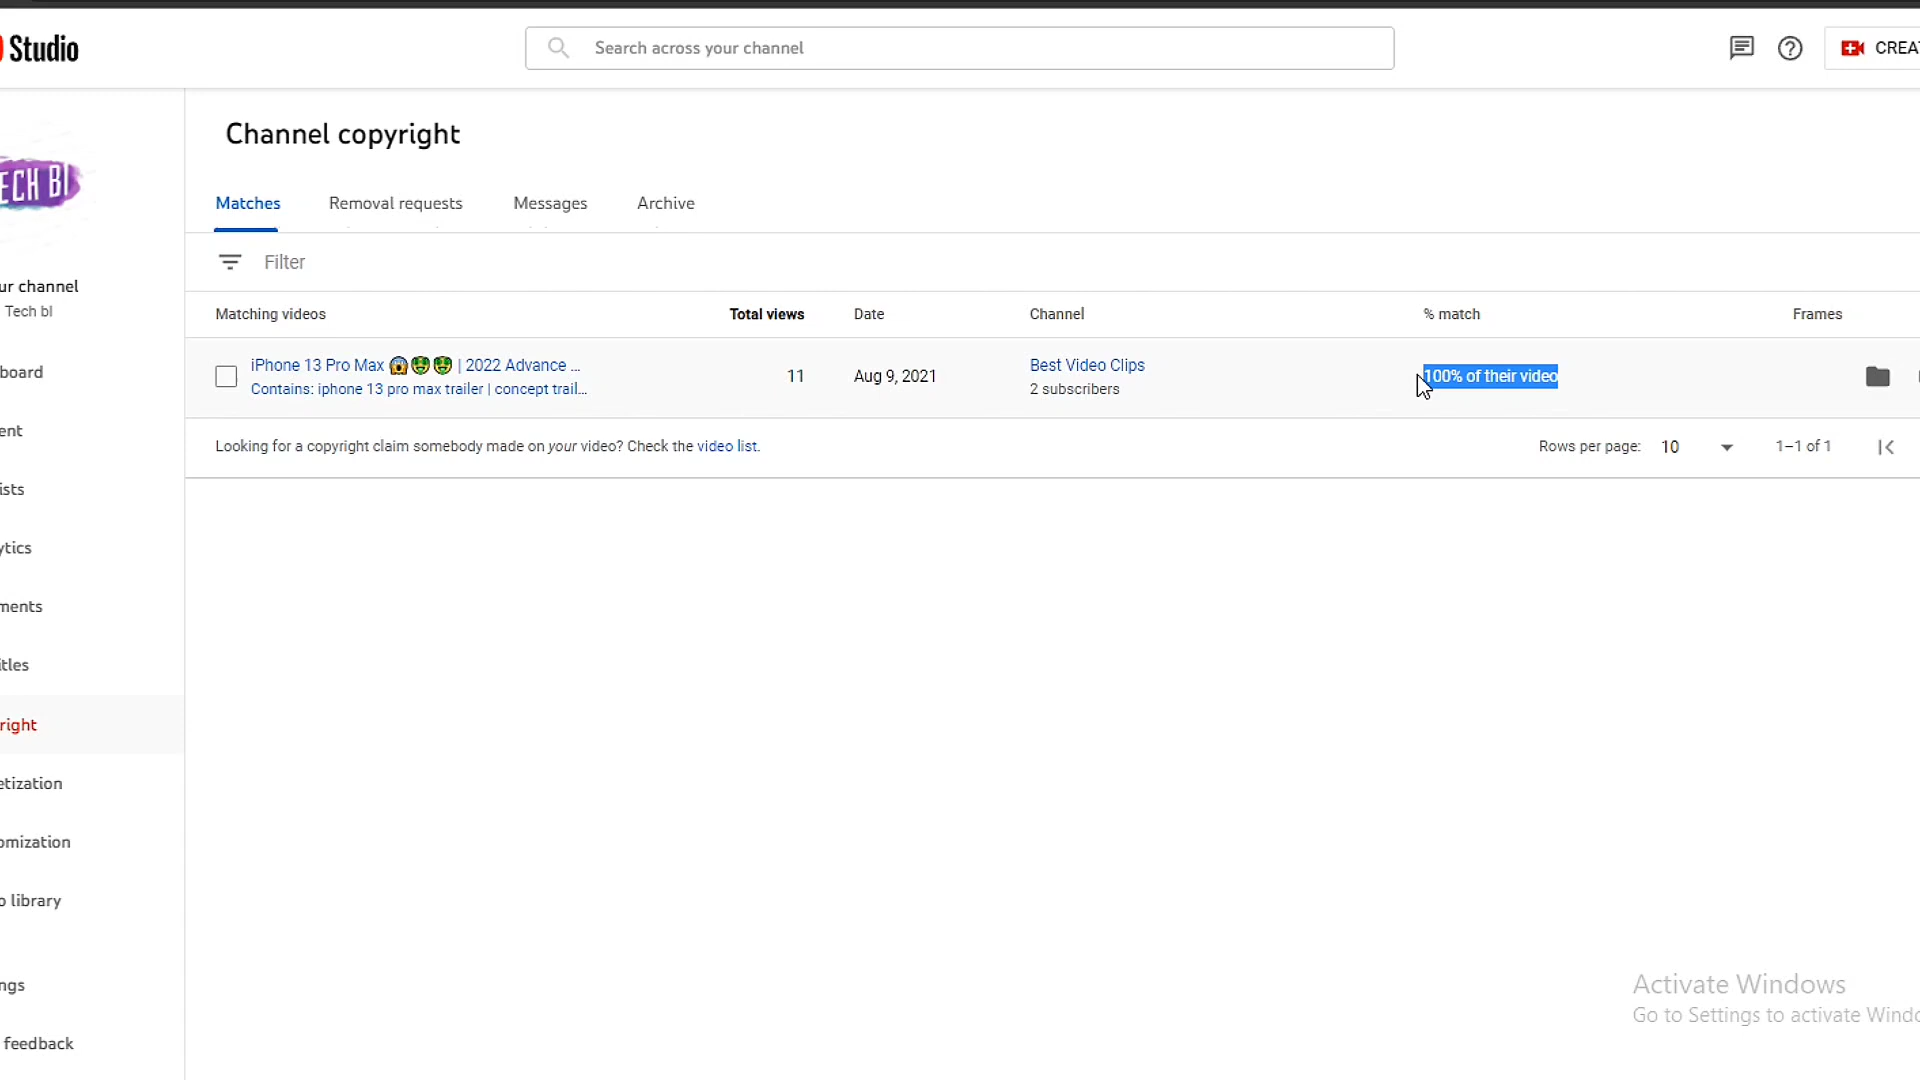 Studio
Search across your channel
CREAT
Channel copyright
ECH BI
Matches
Removal requests
Messages
Archive
ur channel
Tech bl
Filter
Matching videos
Total views
Date
Channel
% match
Frames
iPhone 13 Pro Max 😱🤑🤑 | 2022 Advance ...
Contains: iphone 13 pro max trailer | concept trail...
11
Aug 9, 2021
Best Video Clips
2 subscribers
100% of their video
board
ent
Looking for a copyright claim somebody made on your video? Check the video list.
Rows per page:
10
1–1 of 1
ists
ytics
ments
itles
right
etization
omization
o library
ngs
feedback
Activate Windows
Go to Settings to activate Windo